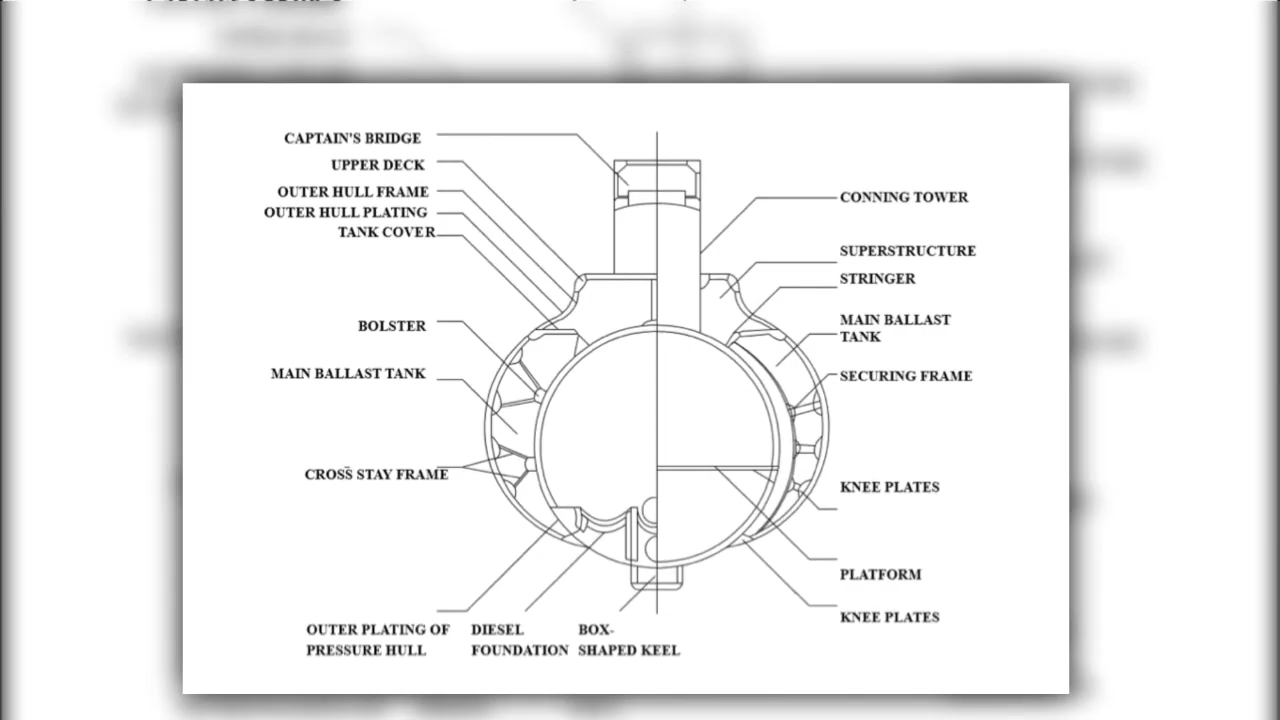 CAPTAIN'S BRIDGE
UPPER DECK
OUTER HULL FRAME
OUTER HULL PLATING
TANK COVER
BOLSTER
MAIN BALLAST TANK
CROSS STAY FRAME
OUTER PLATING OF
PRESSURE HULL
DIESEL
FOUNDATION
BOX-
SHAPED KEEL
CONNING TOWER
SUPERSTRUCTURE
STRINGER
MAIN BALLAST
TANK
SECURING FRAME
KNEE PLATES
PLATFORM
KNEE PLATES